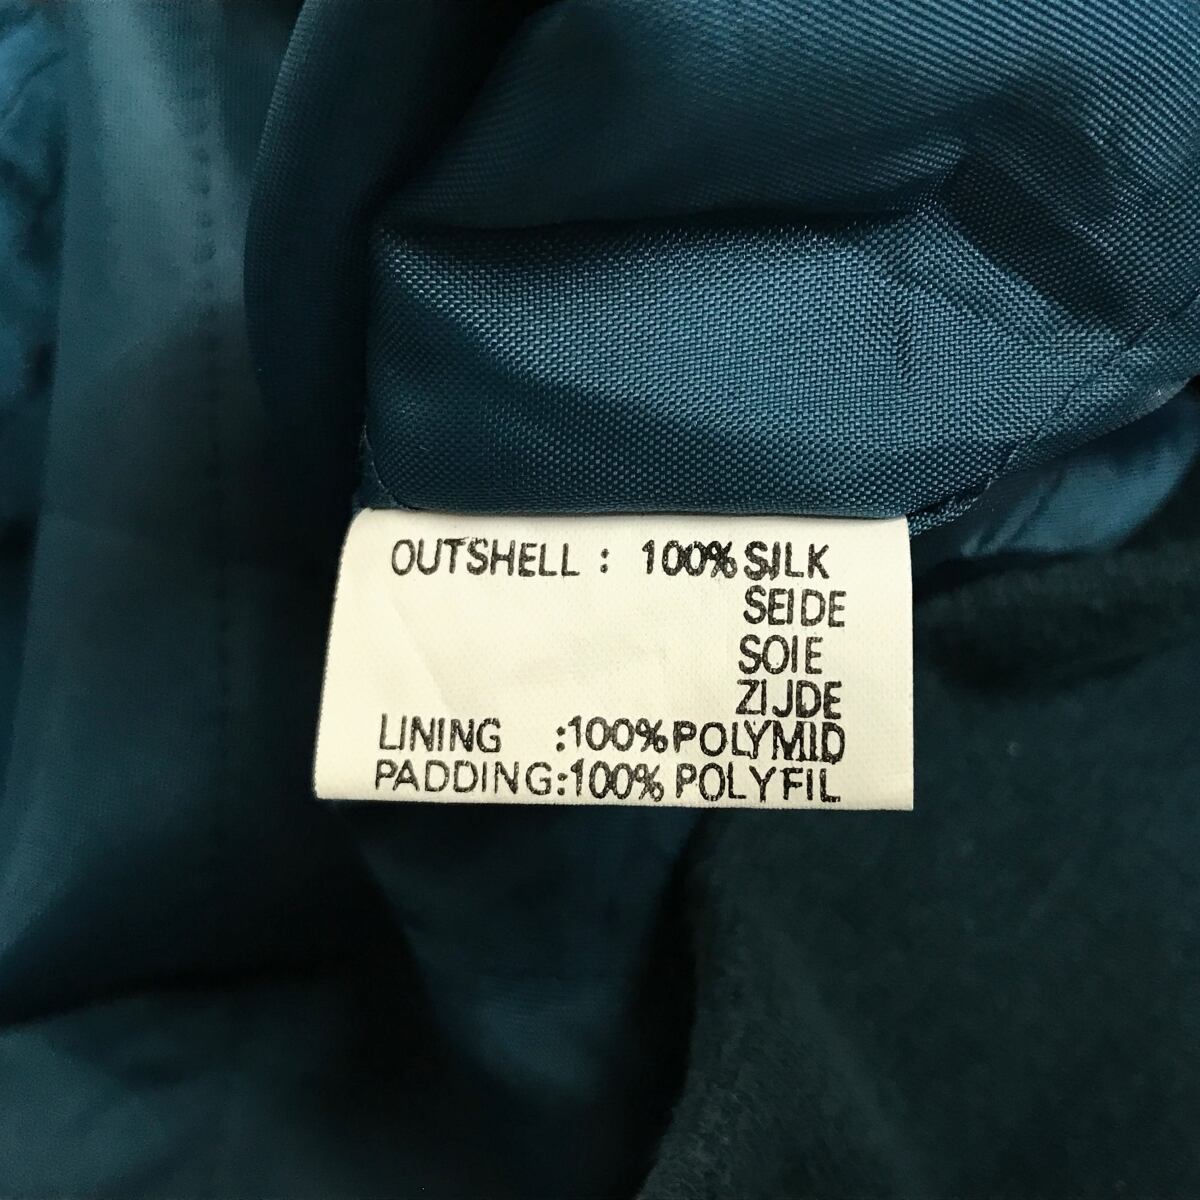 OUTSHELL : 100% SILK
SEIDE
SOIE
ZIJDE
LINING :100% POLYMID
PADDING:100% POLYFIL